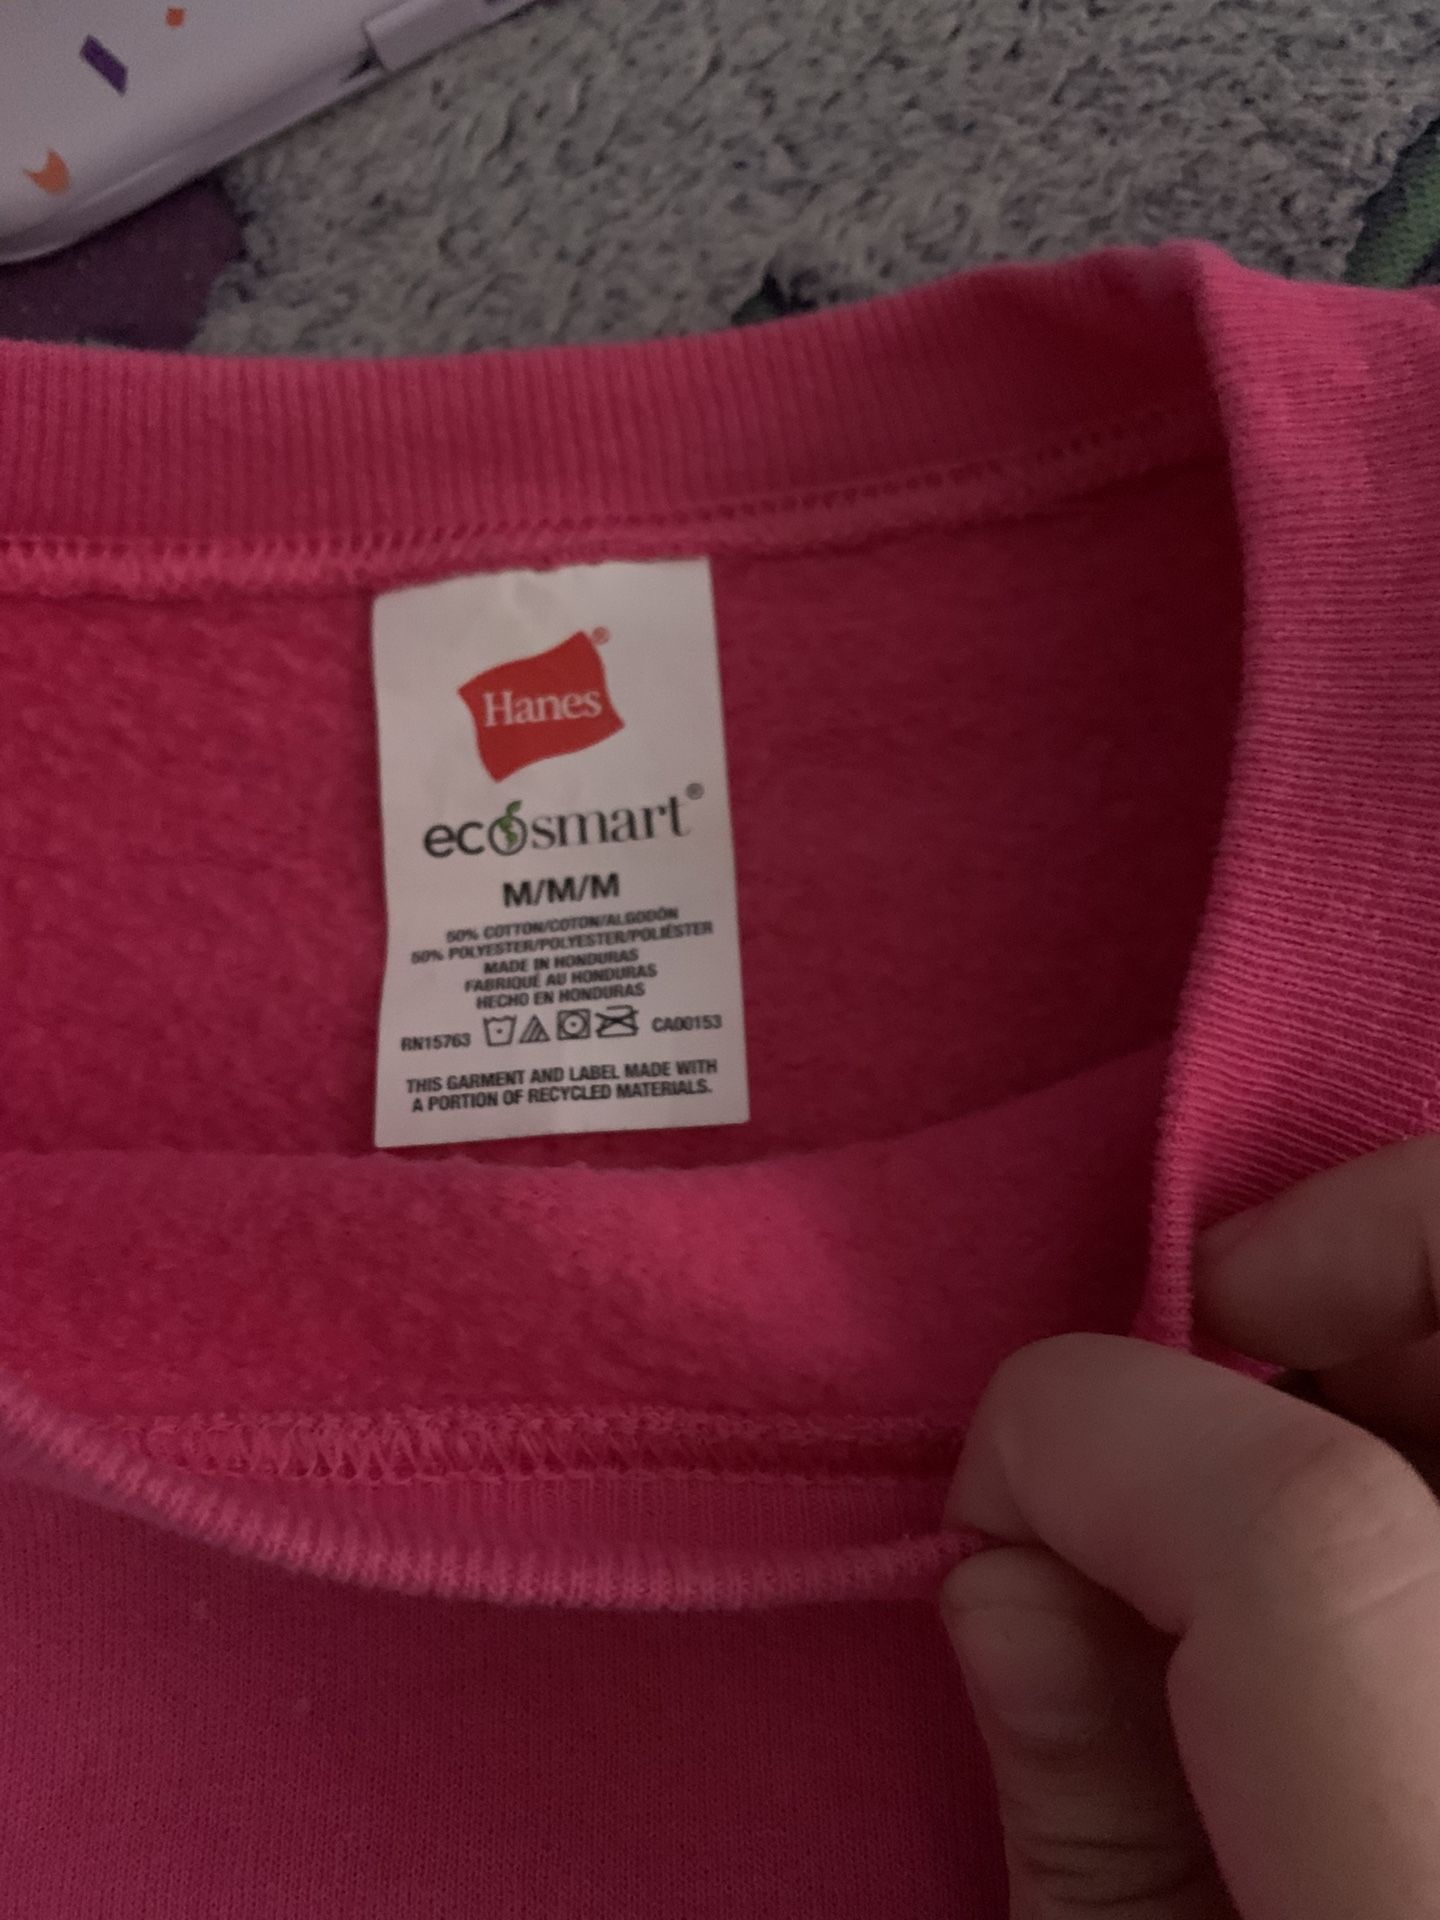 Hanes®
ecosmart®
M/M/M
50% COTTON/COTON/ALGODÓN
50% POLYESTER/POLYESTER/POLIÉSTER
MADE IN HONDURAS
FABRIQUÉ AU HONDURAS
HECHO EN HONDURAS
RN15763 CA00153
THIS GARMENT AND LABEL MADE WITH
A PORTION OF RECYCLED MATERIALS.